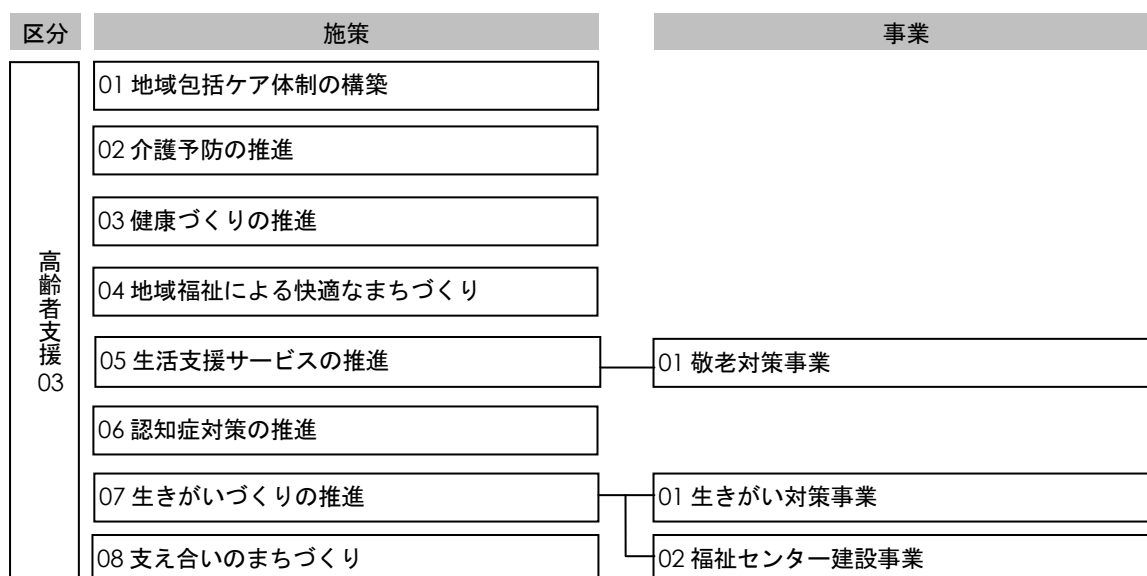 区分 施策 事業
高齢者支援 03
01 地域包括ケア体制の構築
02 介護予防の推進
03 健康づくりの推進
04 地域福祉による快適なまちづくり
05 生活支援サービスの推進 01 敬老対策事業
06 認知症対策の推進
07 生きがいづくりの推進 01 生きがい対策事業
08 支え合いのまちづくり 02 福祉センター建設事業